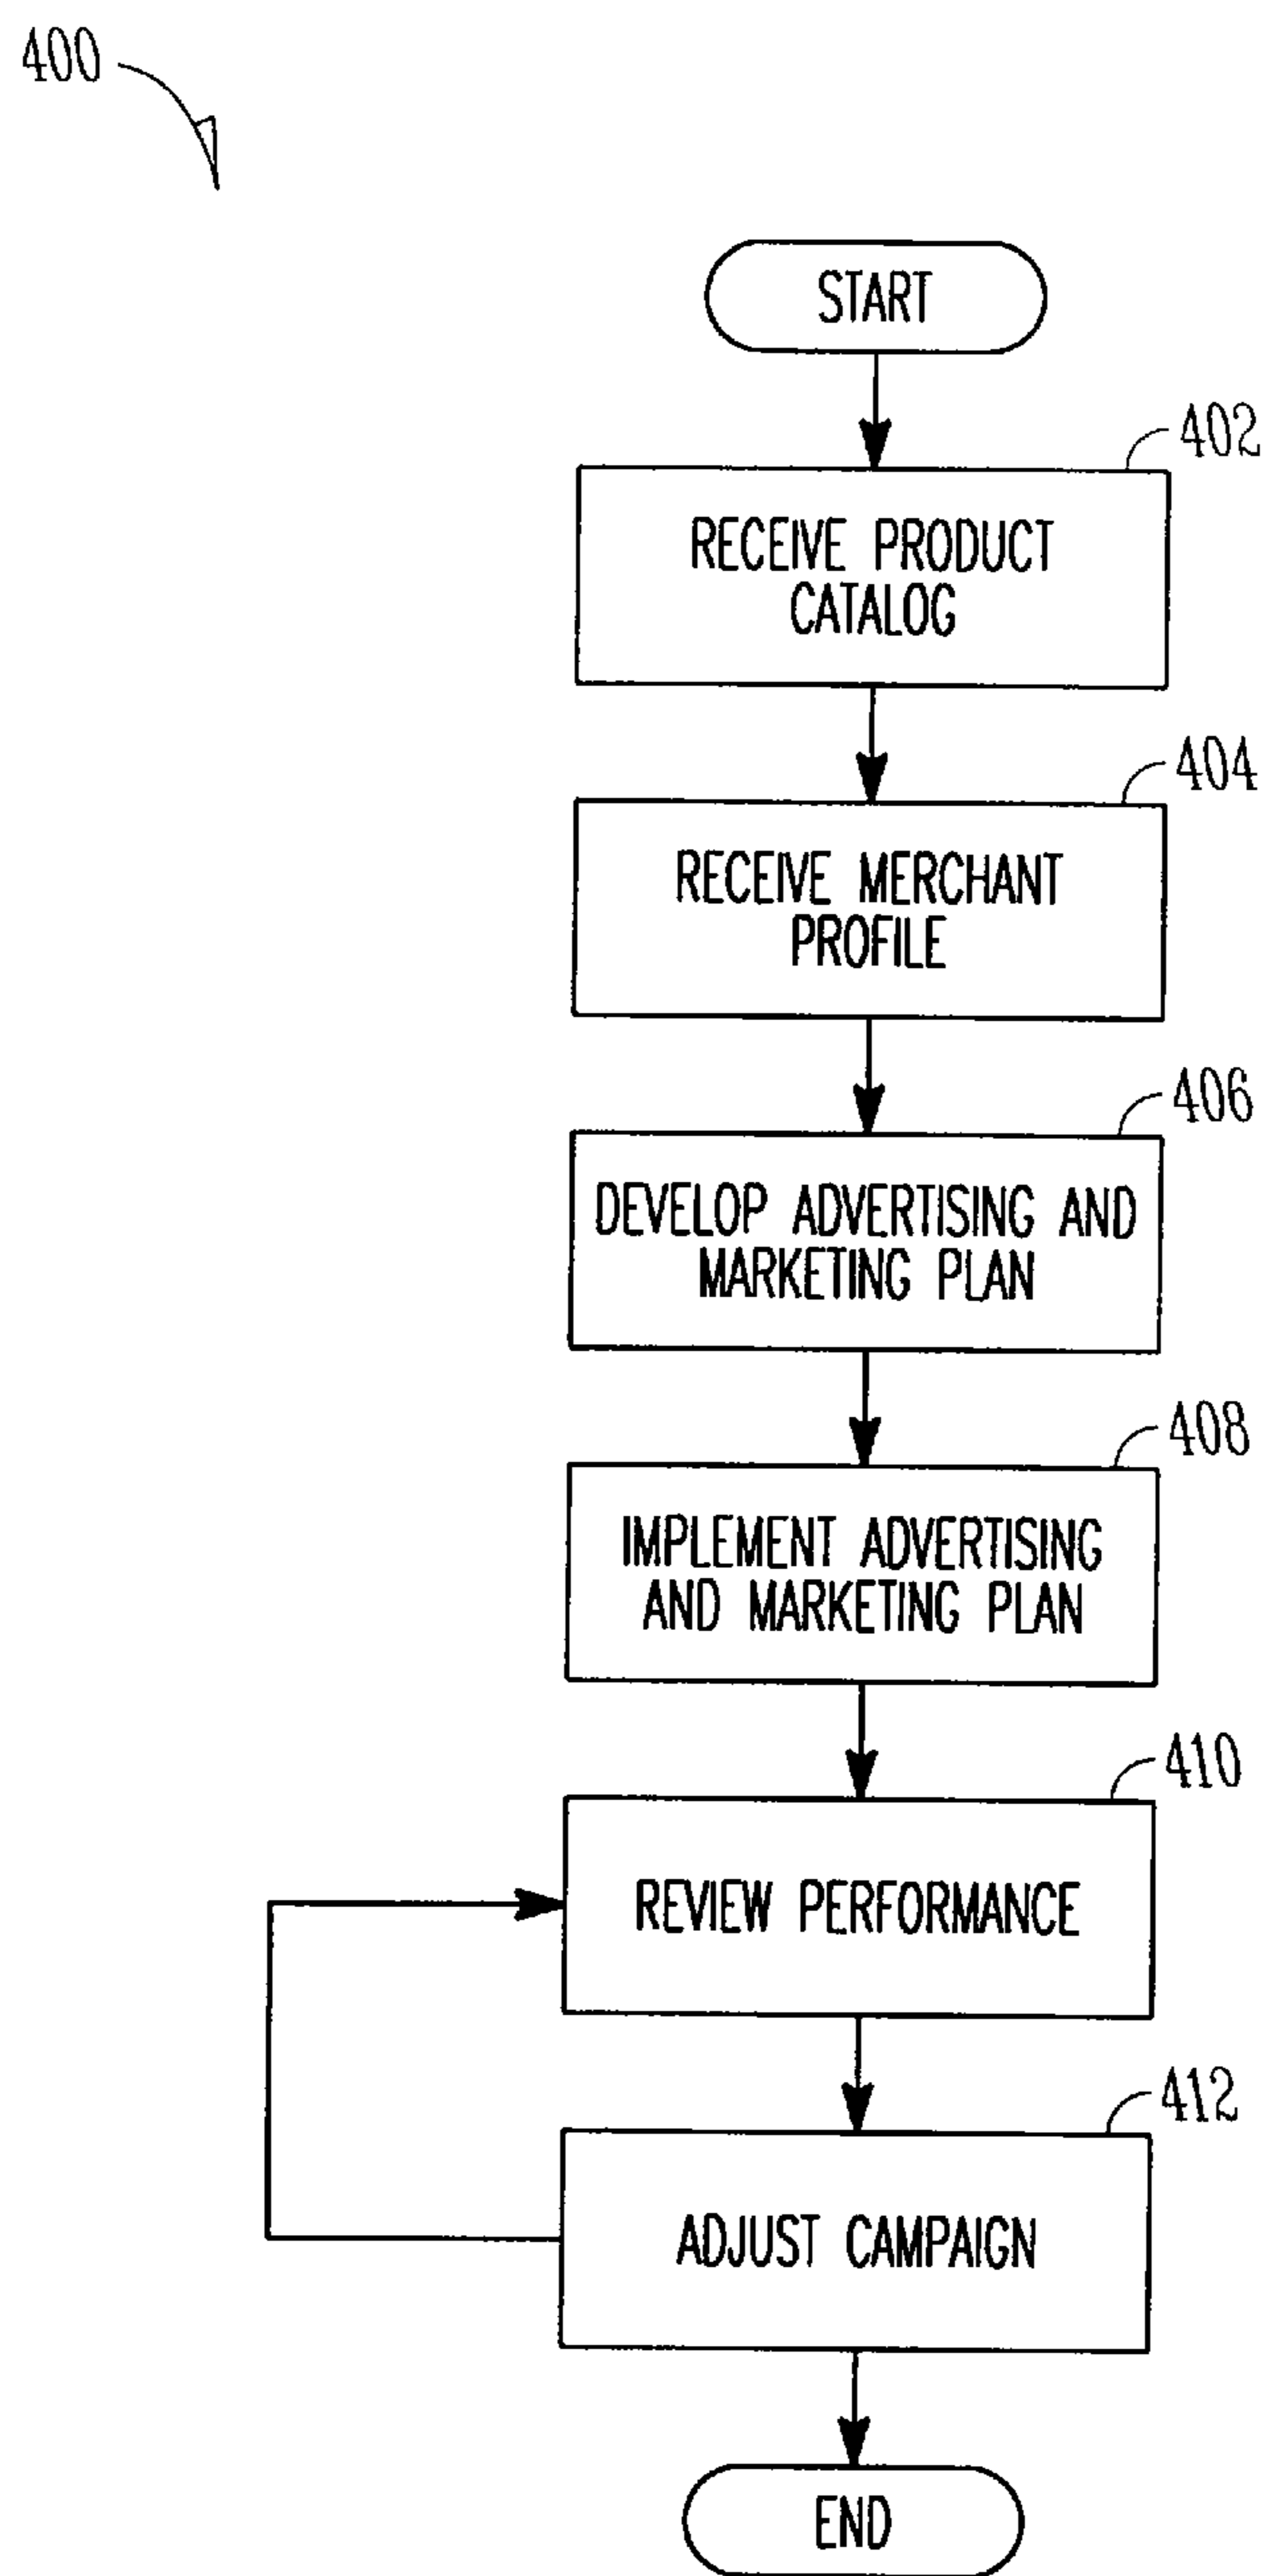 400
START
402
RECEIVE PRODUCT
CATALOG
404
RECEIVE MERCHANT
PROFILE
406
DEVELOP ADVERTISING AND
MARKETING PLAN
408
IMPLEMENT ADVERTISING
AND MARKETING PLAN
410
REVIEW PERFORMANCE
412
ADJUST CAMPAIGN
END